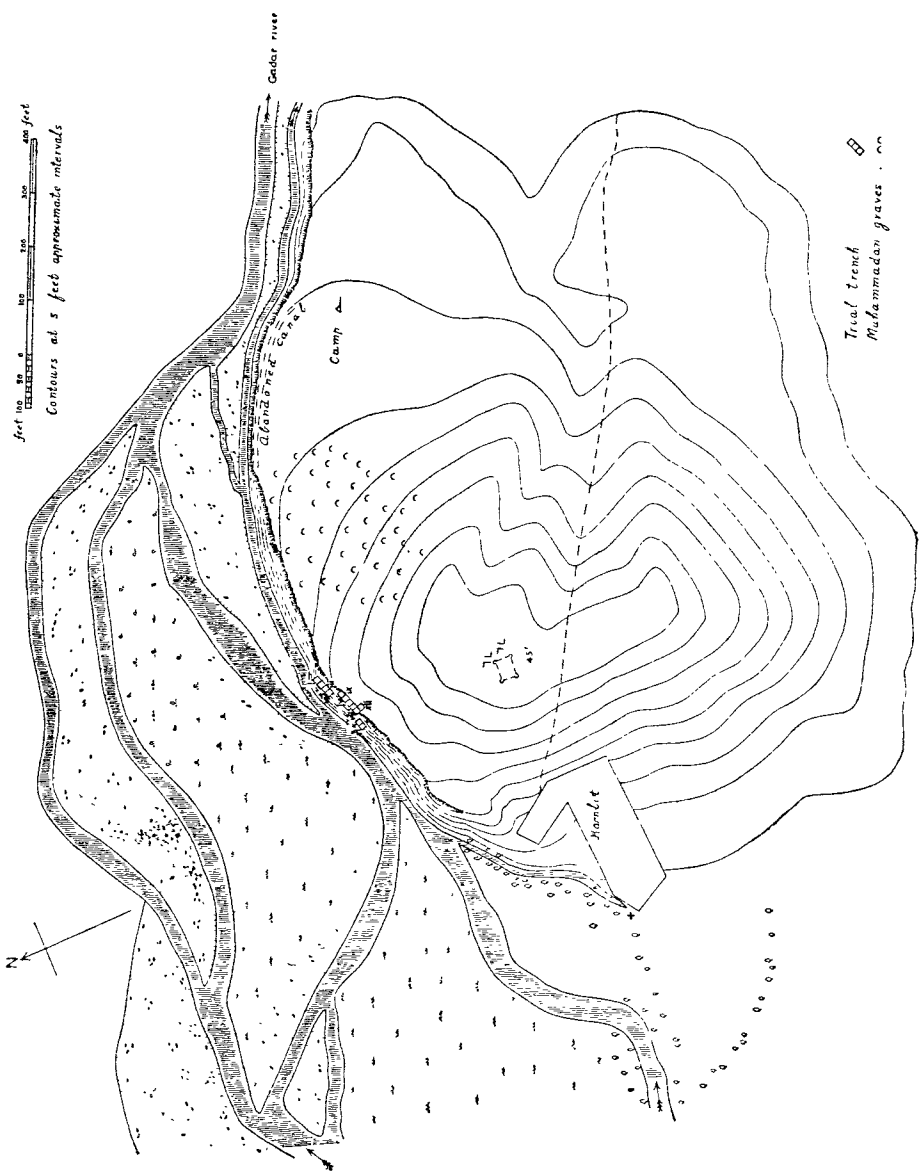 feet 100 50 0 100 200 300 400 feet
Contours at 5 feet approximate intervals
Gadar river
N
Abandoned Canal
Camp
45'
Hamlet
Trial trench
Muhammadan graves